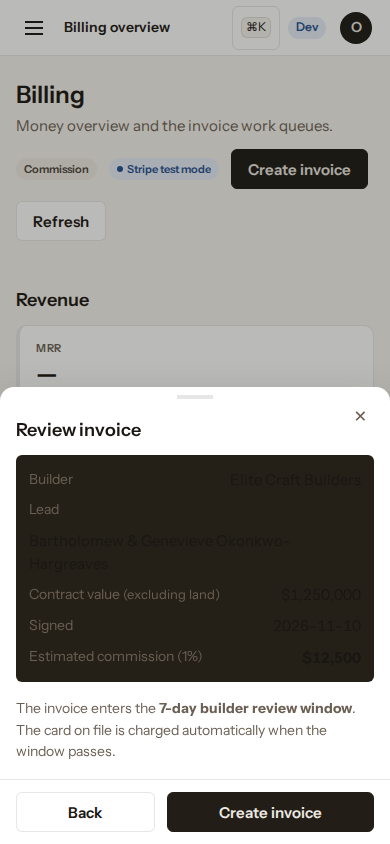 Billing overview
⌘K
Dev
O
Billing
Money overview and the invoice work queues.
Commission
Stripe test mode
Create invoice
Refresh
Revenue
MRR
—
Review invoice
Builder
Elite Craft Builders
Lead
Bartholomew & Genevieve Okonkwo-
Hargreaves
Contract value (excluding land)
$1,250,000
Signed
2026-11-10
Estimated commission (1%)
$12,500
The invoice enters the 7-day builder review window.
The card on file is charged automatically when the
window passes.
Back
Create invoice